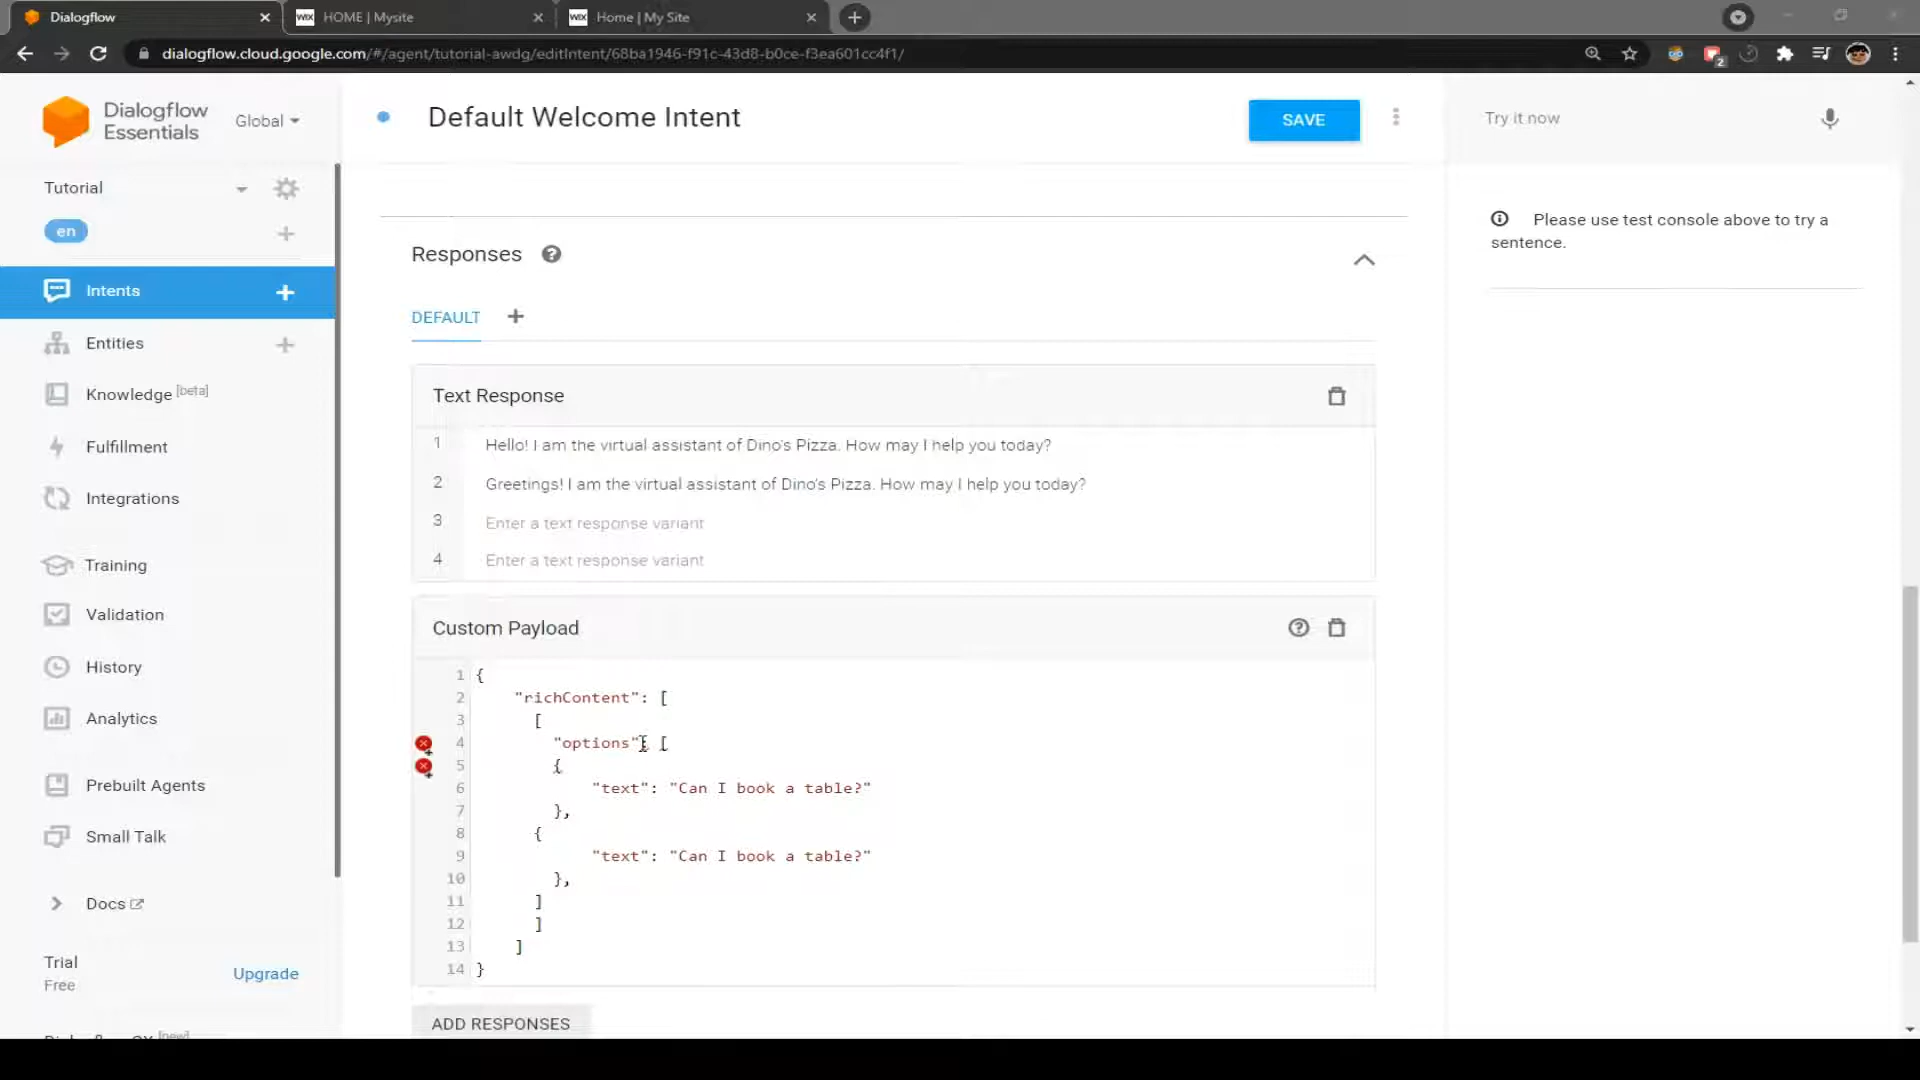 Dialogflow
HOME | Mysite
Home | My Site
dialogflow.cloud.google.com/#/agent/tutorial-awdg/editIntent/68ba1946-f91c-43d8-b0ce-f3ea601cc4f1/
2
Dialogflow
Essentials
Global
Default Welcome Intent
SAVE
Try it now
Tutorial
en
Please use test console above to try a
sentence.
Intents
Entities
Knowledge [beta]
Fulfillment
Integrations
Training
Validation
History
Analytics
Prebuilt Agents
Small Talk
Docs
Trial
Free
Upgrade
[new]
Responses
DEFAULT
Text Response
1 Hello! I am the virtual assistant of Dino's Pizza. How may I help you today?
2 Greetings! I am the virtual assistant of Dino's Pizza. How may I help you today?
3 Enter a text response variant
4 Enter a text response variant
Custom Payload
1 {
2 "richContent": [
3 [
4 "options": [
5 {
6 "text": "Can I book a table?"
7 },
8 {
9 "text": "Can I book a table?"
10 },
11 ]
12 ]
13 ]
14 }
ADD RESPONSES